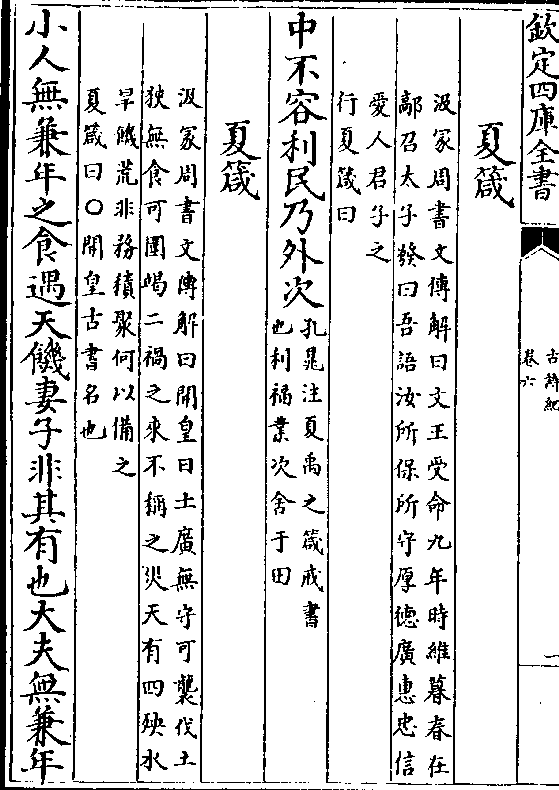 欽定四庫全書
古詩紀
卷六
一
夏箴
汲冢周書文傳解曰文王受命九年時維暮春在
鄗召太子發曰吾語汝所保所守厚德廣惠忠信
愛人君子之
行夏箴曰
中不容利民乃外次孔晁注夏禹之箴戒書
也利禍業次舍于田
夏箴
汲冢周書文傳解曰開皇曰土廣無守可襲伐土
狹無食可圍竭二禍之來不稱之災天有四殃水
旱饑荒非務積聚何以備之
夏箴曰○開皇古書名也
小人無兼年之食遇天饑妻子非其有也大夫無兼年